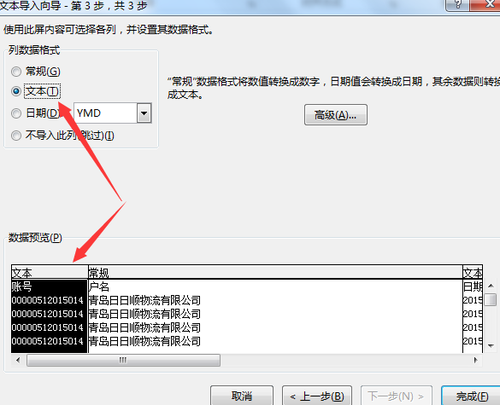 文本导入向导 - 第 3 步，共 3 步
使用此屏内容可选择各列，并设置其数据格式。
列数据格式
常规(G)
文本(T)
日期(D) YMD
不导入此列(跳过)(I)
“常规”数据格式将数值转换成数字，日期值会转换成日期，其余数据则转换
成文本。
高级(A)...
数据预览(P)
文本 常规 文本
账号 户名 日期
00000512015014 青岛日日顺物流有限公司 2015
00000512015014 青岛日日顺物流有限公司 2015
00000512015014 青岛日日顺物流有限公司 2015
00000512015014 青岛日日顺物流有限公司 2015
取消 < 上一步(B) 下一步(N) > 完成(F)